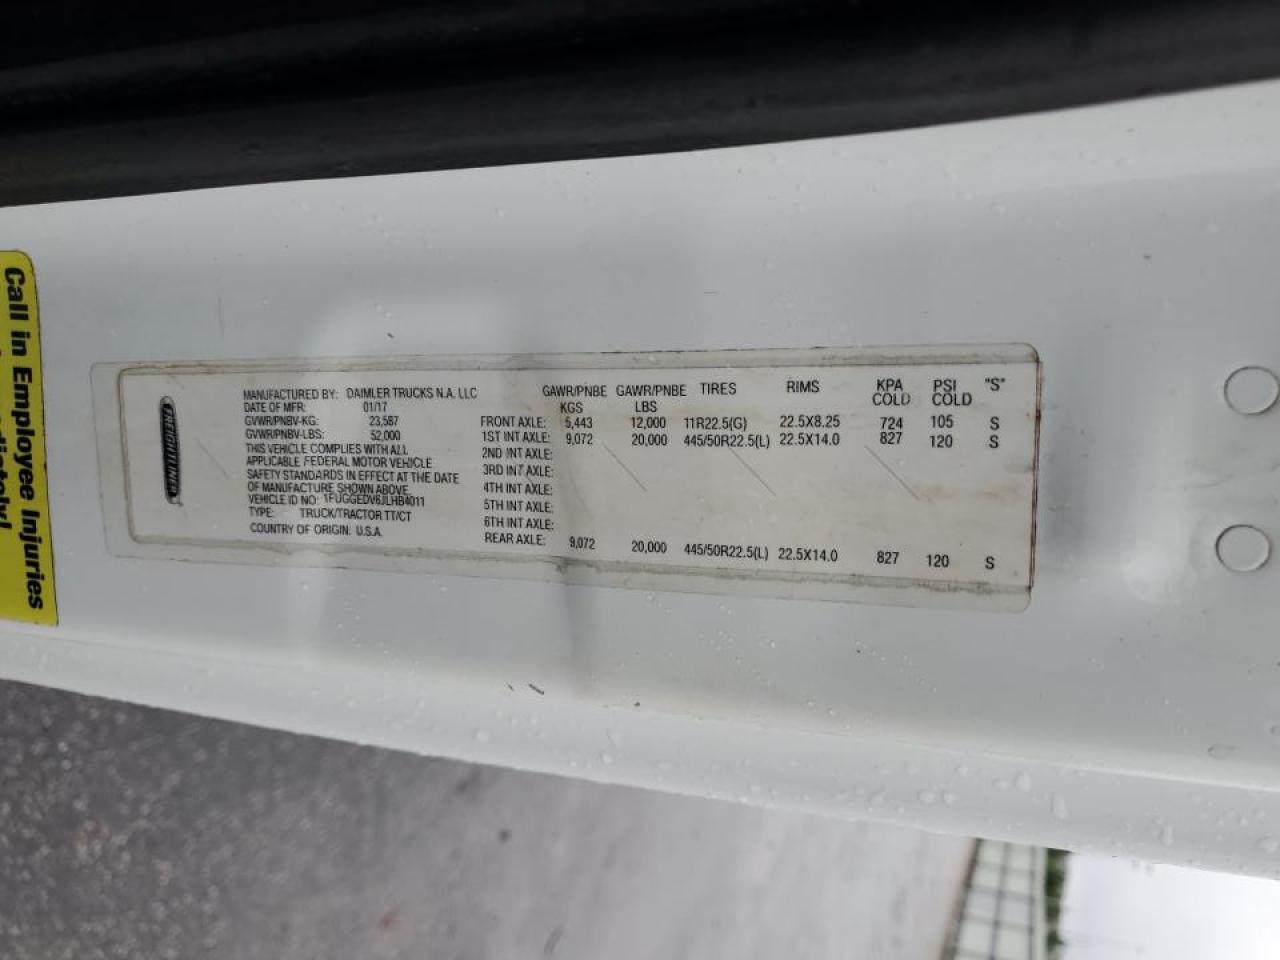 Call in Employee Injuries
FREIGHTLINER
MANUFACTURED BY: DAIMLER TRUCKS N.A. LLC
DATE OF MFR: 01/17
GVWR/PNBV-KG: 23,587
GVWR/PNBV-LBS: 52,000
THIS VEHICLE COMPLIES WITH ALL
APPLICABLE FEDERAL MOTOR VEHICLE
SAFETY STANDARDS IN EFFECT AT THE DATE
OF MANUFACTURE SHOWN ABOVE.
VEHICLE ID NO: 1FUGGEDV6JLHB4011
TYPE: TRUCK/TRACTOR TT/CT
COUNTRY OF ORIGIN: U.S.A.
GAWR/PNBE GAWR/PNBE TIRES RIMS KPA PSI "S"
KGS LBS COLD COLD
FRONT AXLE: 5,443 12,000 11R22.5(G) 22.5X8.25 724 105 S
1ST INT AXLE: 9,072 20,000 445/50R22.5(L) 22.5X14.0 827 120 S
2ND INT AXLE:
3RD INT AXLE:
4TH INT AXLE:
5TH INT AXLE:
6TH INT AXLE:
REAR AXLE: 9,072 20,000 445/50R22.5(L) 22.5X14.0 827 120 S